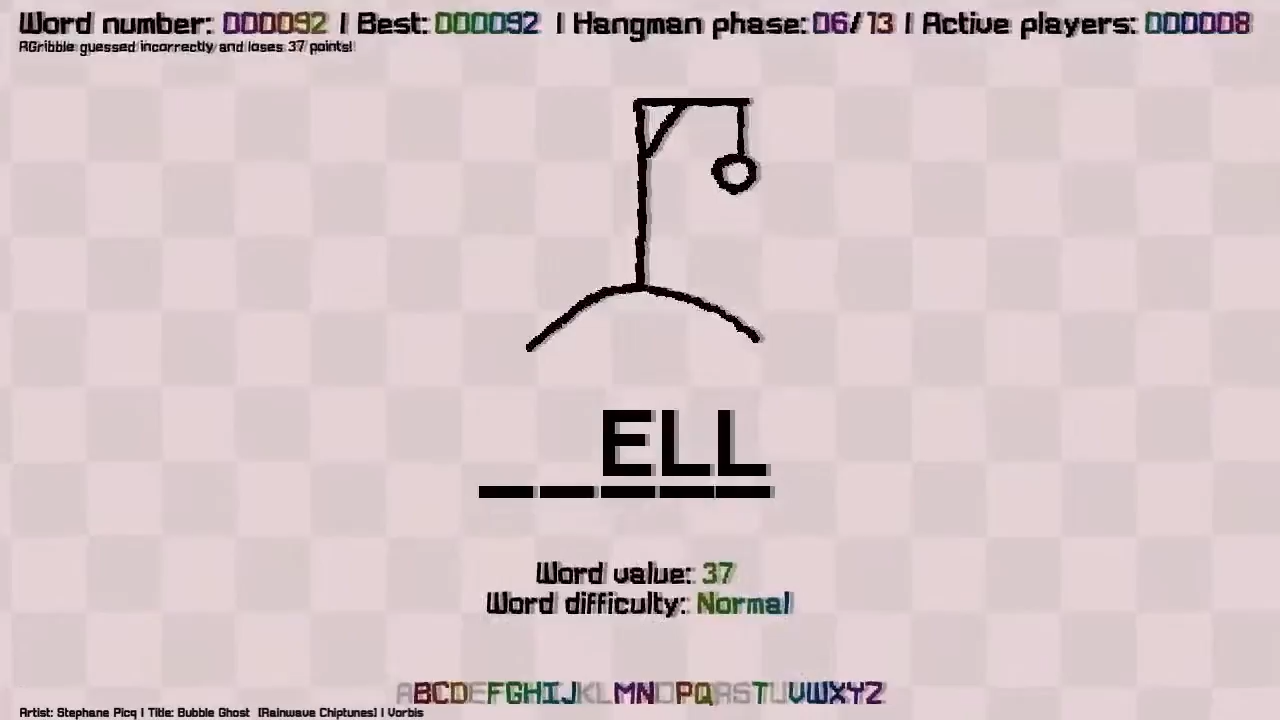 Word number: 000092 | Best: 000092 | Hangman phase: 06/13 | Active players: 000008
RGribble guessed incorrectly and loses 37 points!
ELL
Word value: 37
Word difficulty: Normal
ABCDEFGHIJKLMNOPQRSTUVWXYZ
Artist: Stephane Picq | Title: Bubble Ghost [Rainwave Chiptunes] | Vorbis